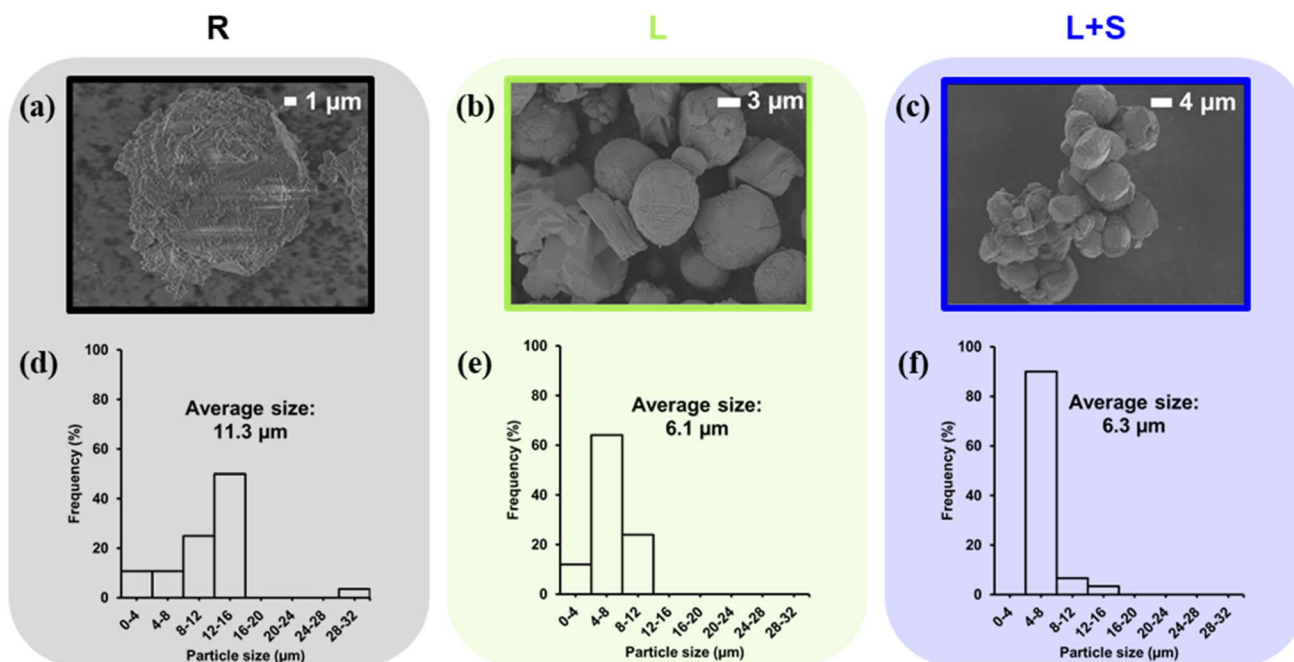 R
L
L+S
(a)
1 µm
(b)
3 µm
(c)
4 µm
(d)
100
80
60
40
20
0
Frequency (%)
Average size:
11.3 µm
0-4
4-8
8-12
12-16
16-20
20-24
24-28
28-32
Particle size (µm)
(e)
100
80
60
40
20
0
Frequency (%)
Average size:
6.1 µm
0-4
4-8
8-12
12-16
16-20
20-24
24-28
28-32
Particle size (µm)
(f)
100
80
60
40
20
0
Frequency (%)
Average size:
6.3 µm
0-4
4-8
8-12
12-16
16-20
20-24
24-28
28-32
Particle size (µm)